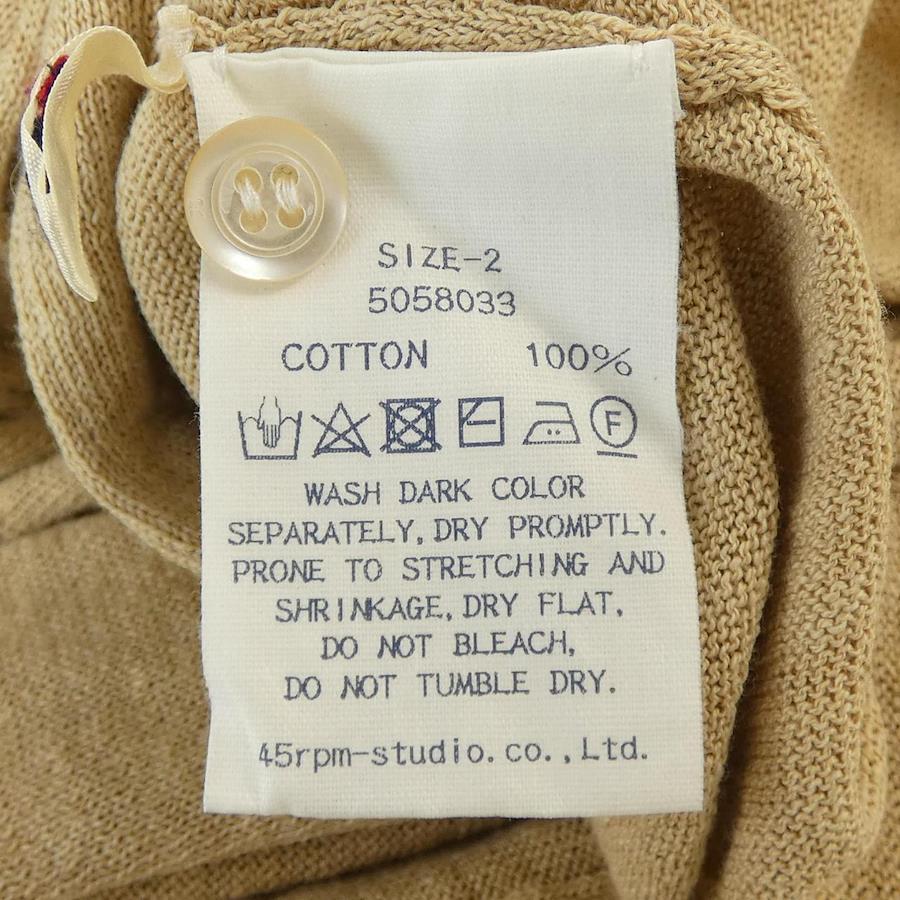 SIZE-2
5058033
COTTON 100%
F
WASH DARK COLOR
SEPARATELY, DRY PROMPTLY.
PRONE TO STRETCHING AND
SHRINKAGE, DRY FLAT,
DO NOT BLEACH,
DO NOT TUMBLE DRY.
45rpm-studio.co.,Ltd.